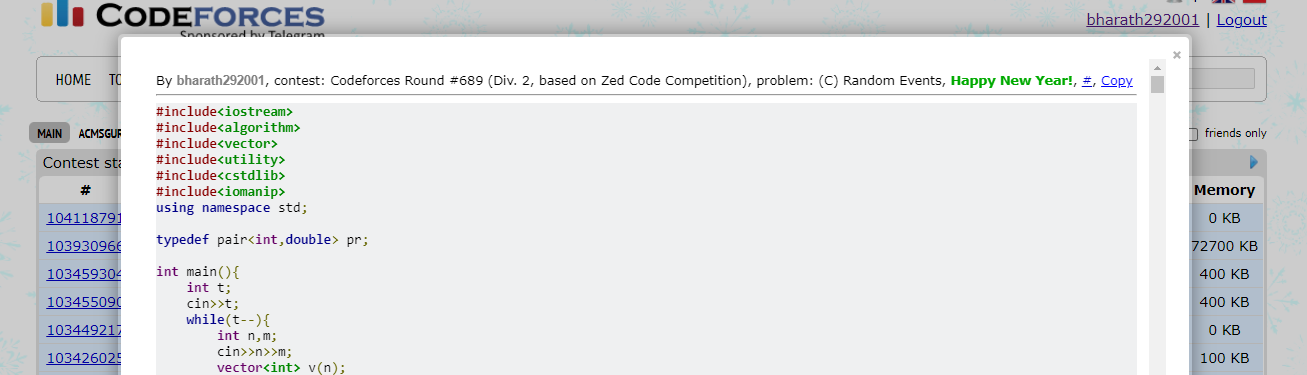 CODEFORCES
Sponsored by Telegram
bharath292001 | Logout
HOME
By bharath292001, contest: Codeforces Round #689 (Div. 2, based on Zed Code Competition), problem: (C) Random Events, Happy New Year!, #, Copy
#include<iostream>
#include<algorithm>
#include<vector>
#include<utility>
#include<cstdlib>
#include<iomanip>
using namespace std;
typedef pair<int,double> pr;
int main(){
int t;
cin>>t;
while(t--){
int n,m;
cin>>n>>m;
vector<int> v(n);
MAIN ACMSGUR
friends only
Contest sta
# Memory
104118791 0 KB
103930966 72700 KB
103459304 400 KB
103455090 400 KB
103449217 0 KB
103426025 100 KB